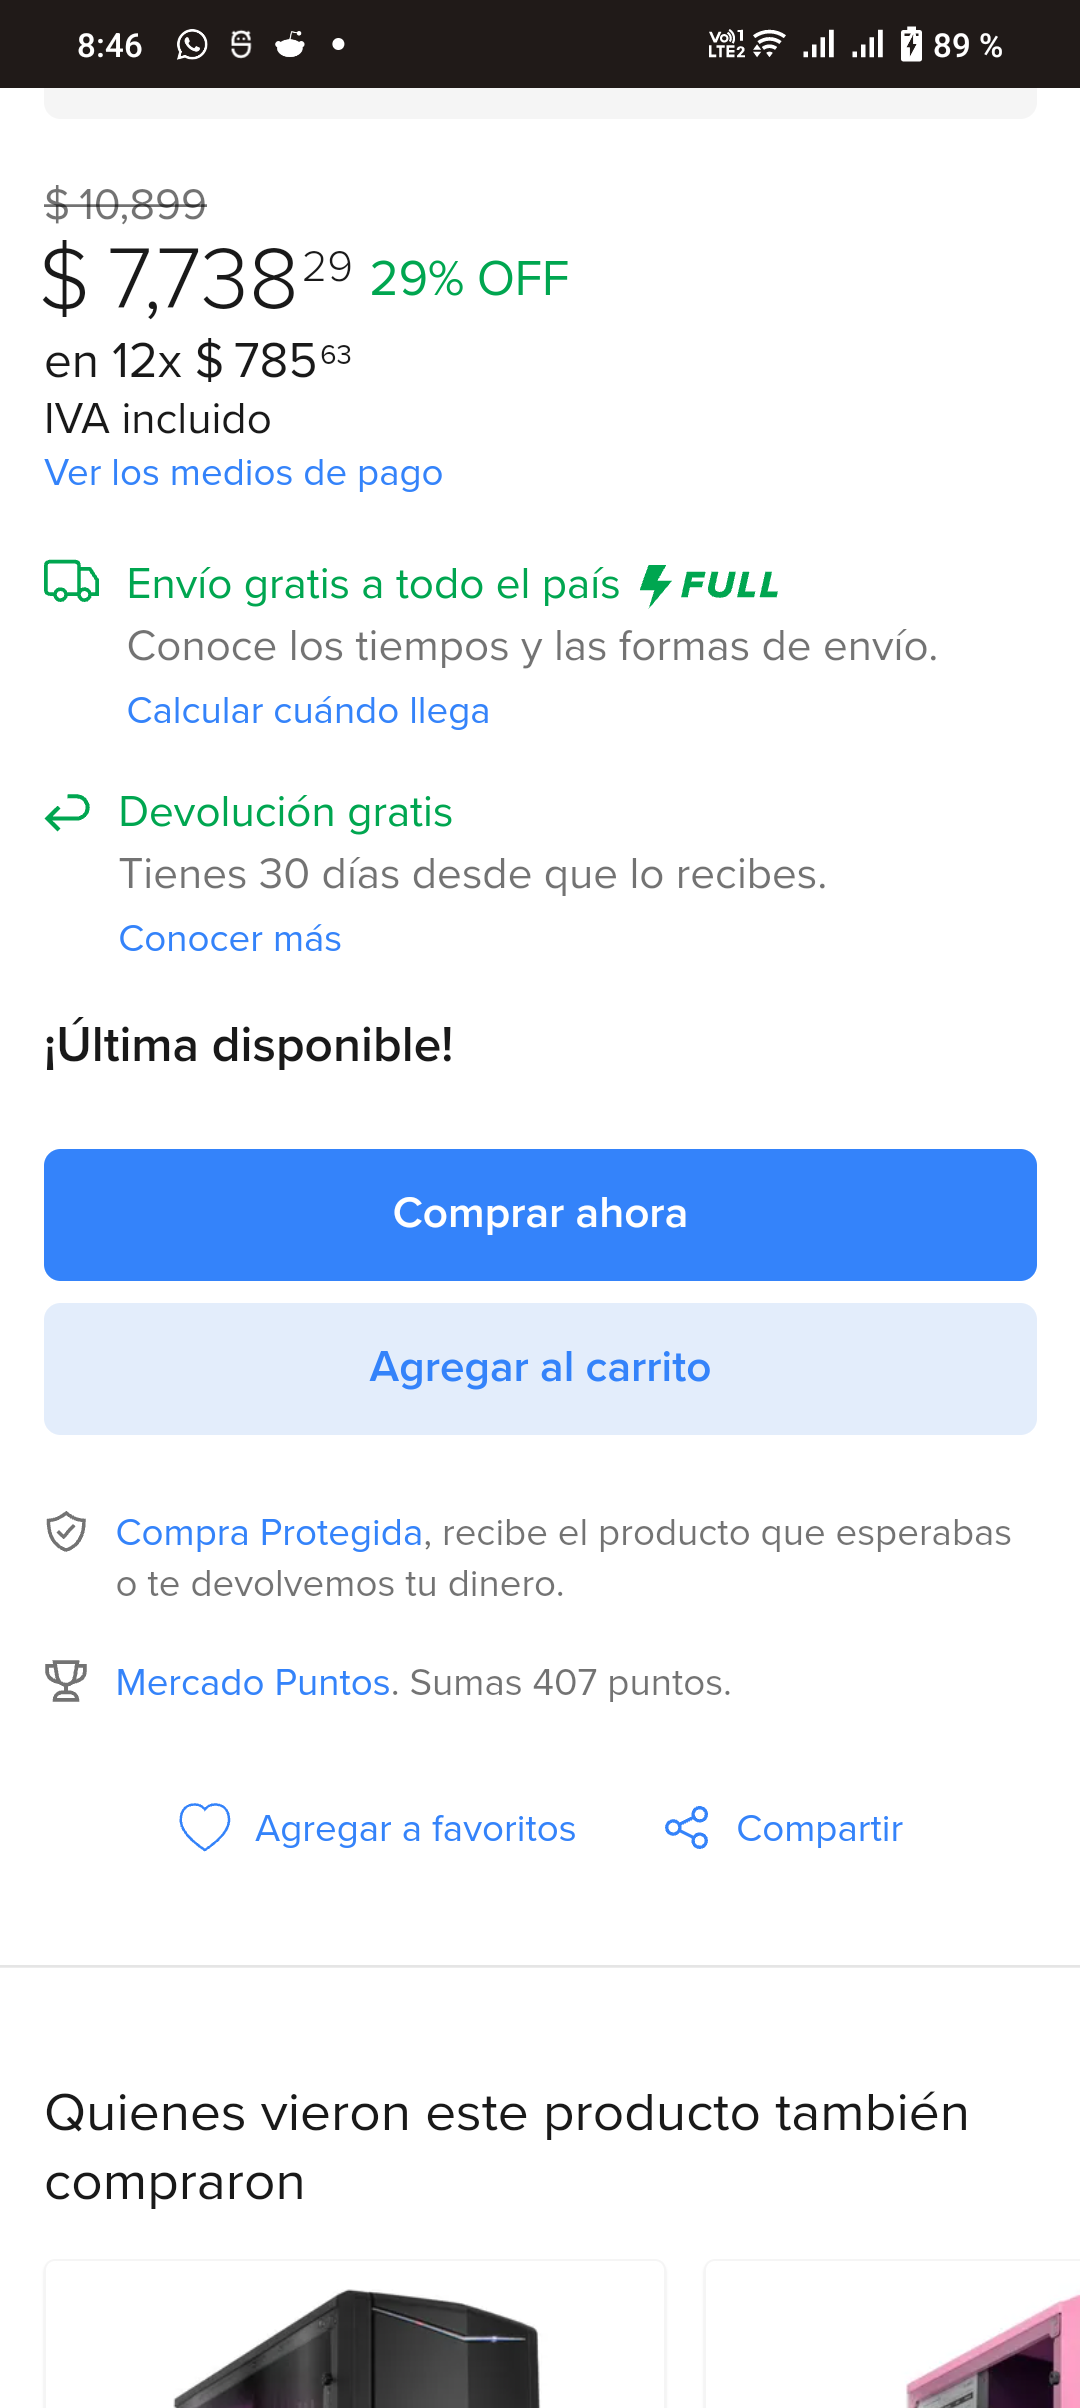 8:46
Vo)) 1
LTE2
89 %
$ 10,899
$ 7,738 29 29% OFF
en 12x $ 785 63
IVA incluido
Ver los medios de pago
Envío gratis a todo el país FULL
Conoce los tiempos y las formas de envío.
Calcular cuándo llega
Devolución gratis
Tienes 30 días desde que lo recibes.
Conocer más
¡Última disponible!
Comprar ahora
Agregar al carrito
Compra Protegida, recibe el producto que esperabas
o te devolvemos tu dinero.
Mercado Puntos. Sumas 407 puntos.
Agregar a favoritos
Compartir
Quienes vieron este producto también
compraron